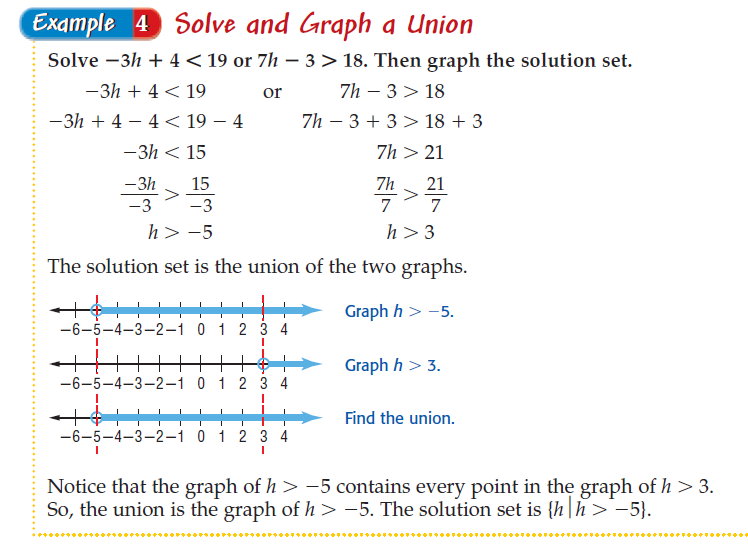 Example 4 Solve and Graph a Union
Solve −3h + 4 < 19 or 7h − 3 > 18. Then graph the solution set.
−3h + 4 < 19 or 7h − 3 > 18
−3h + 4 − 4 < 19 − 4 7h − 3 + 3 > 18 + 3
−3h < 15 7h > 21
−3h/−3 > 15/−3 7h/7 > 21/7
h > −5 h > 3
The solution set is the union of the two graphs.
Graph h > −5.
−6−5−4−3−2−1 0 1 2 3 4
Graph h > 3.
−6−5−4−3−2−1 0 1 2 3 4
Find the union.
−6−5−4−3−2−1 0 1 2 3 4
Notice that the graph of h > −5 contains every point in the graph of h > 3.
So, the union is the graph of h > −5. The solution set is {h|h > −5}.